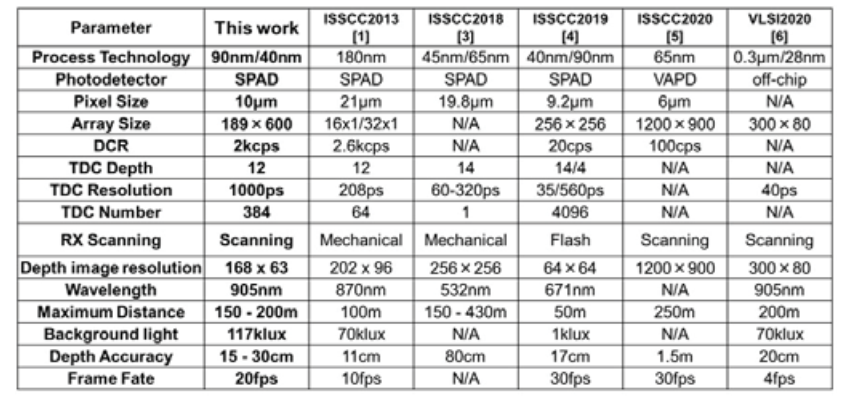 Parameter This work ISSCC2013 [1] ISSCC2018 [3] ISSCC2019 [4] ISSCC2020 [5] VLSI2020 [6]
Process Technology 90nm/40nm 180nm 45nm/65nm 40nm/90nm 65nm 0.3μm/28nm
Photodetector SPAD SPAD SPAD SPAD VAPD off-chip
Pixel Size 10μm 21μm 19.8μm 9.2μm 6μm N/A
Array Size 189 × 600 16x1/32x1 N/A 256 × 256 1200 × 900 300 × 80
DCR 2kcps 2.6kcps N/A 20cps 100cps N/A
TDC Depth 12 12 14 14/4 N/A N/A
TDC Resolution 1000ps 208ps 60-320ps 35/560ps N/A 40ps
TDC Number 384 64 1 4096 N/A N/A
RX Scanning Scanning Mechanical Mechanical Flash Scanning Scanning
Depth image resolution 168 x 63 202 x 96 256 × 256 64 × 64 1200 × 900 300 × 80
Wavelength 905nm 870nm 532nm 671nm N/A 905nm
Maximum Distance 150 - 200m 100m 150 - 430m 50m 250m 200m
Background light 117klux 70klux N/A 1klux N/A 70klux
Depth Accuracy 15 - 30cm 11cm 80cm 17cm 1.5m 20cm
Frame Fate 20fps 10fps N/A 30fps 30fps 4fps